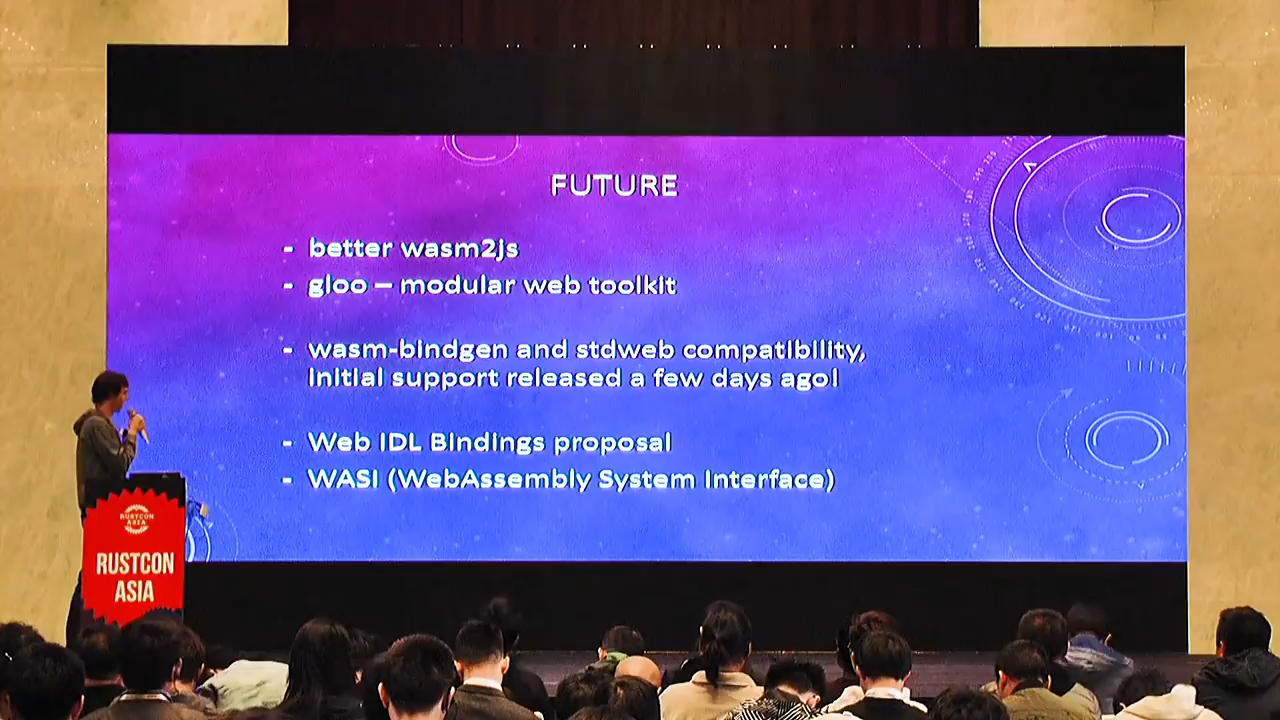 FUTURE
- better wasm2js
- gloo – modular web toolkit
- wasm-bindgen and stdweb compatibility,
initial support released a few days ago!
- Web IDL Bindings proposal
- WASI (WebAssembly System Interface)
RUSTCON
ASIA
RUSTCON
ASIA